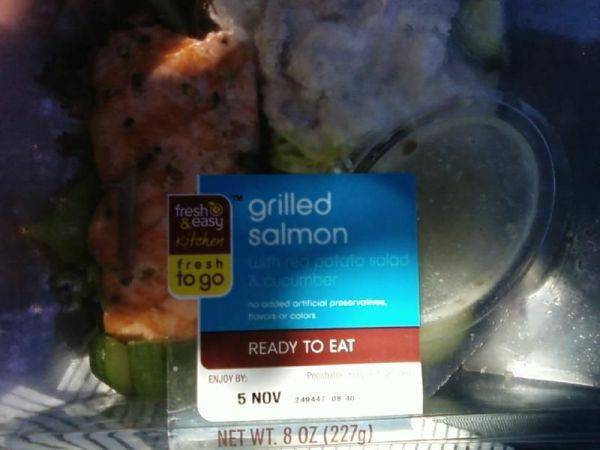 fresh
& easy
Kitchen
fresh
to go
™
grilled
salmon
with red potato salad
& cucumber
no added artificial preservatives,
flavors or colors
READY TO EAT
ENJOY BY:
5 NOV
249447 08 40
NET WT. 8 OZ (227g)